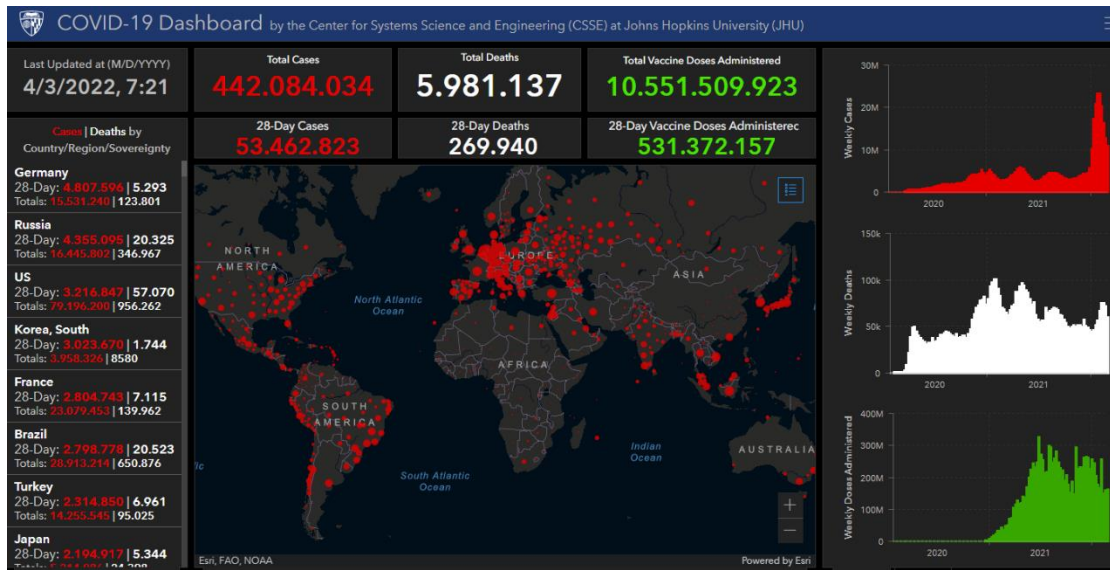 COVID-19 Dashboard by the Center for Systems Science and Engineering (CSSE) at Johns Hopkins University (JHU)
Last Updated at (M/D/YYYY)
4/3/2022, 7:21
Cases | Deaths by
Country/Region/Sovereignty
Germany
28-Day: 4.807.596 | 5.293
Totals: 15.531.240 | 123.801
Russia
28-Day: 4.355.095 | 20.325
Totals: 16.445.802 | 346.967
US
28-Day: 3.216.847 | 57.070
Totals: 79.196.200 | 956.262
Korea, South
28-Day: 3.023.670 | 1.744
Totals: 3.958.326 | 8580
France
28-Day: 2.804.743 | 7.115
Totals: 23.079.453 | 139.962
Brazil
28-Day: 2.798.778 | 20.523
Totals: 28.913.214 | 650.876
Turkey
28-Day: 2.314.850 | 6.961
Totals: 14.255.545 | 95.025
Japan
28-Day: 2.194.917 | 5.344
Total Cases
442.084.034
Total Deaths
5.981.137
Total Vaccine Doses Administered
10.551.509.923
28-Day Cases
53.462.823
28-Day Deaths
269.940
28-Day Vaccine Doses Administerec
531.372.157
NORTH
AMERICA
EUROPE
ASIA
North Atlantic
Ocean
AFRICA
SOUTH
AMERICA
Indian
Ocean
AUSTRALIA
South Atlantic
Ocean
ic
+
−
Esri, FAO, NOAA
Powered by Esri
Weekly Cases
30M
20M
10M
0
2020
2021
Weekly Deaths
150k
100k
50k
0
2020
2021
Weekly Doses Administered
400M
300M
200M
100M
0
2020
2021